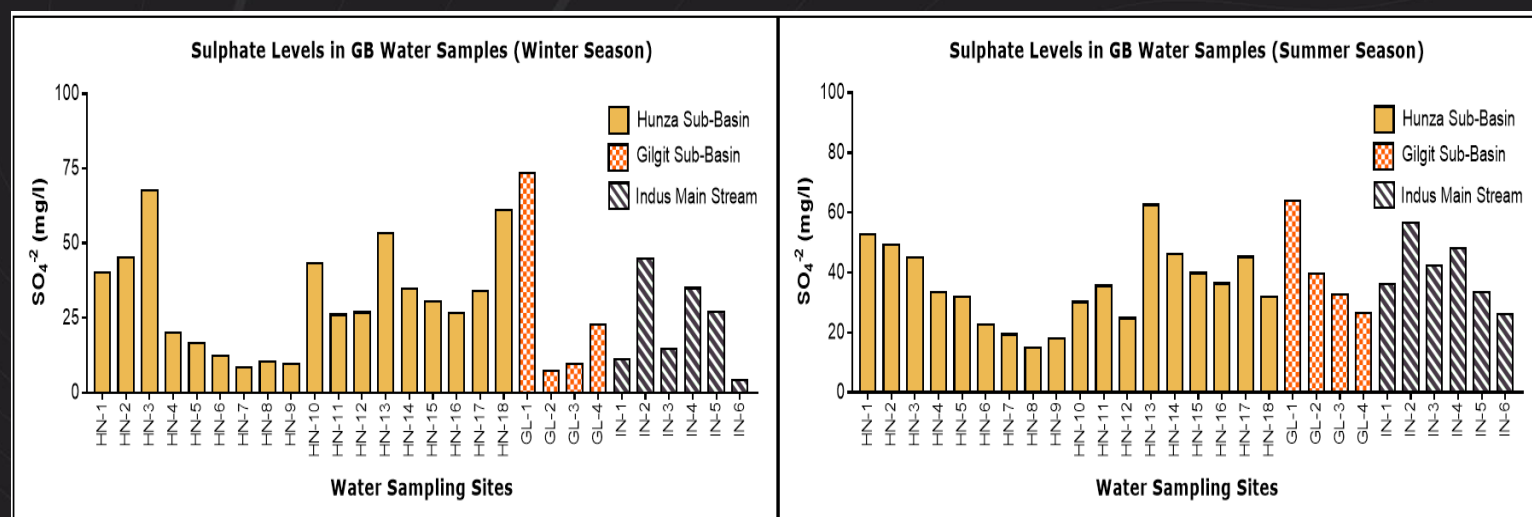 Sulphate Levels in GB Water Samples (Winter Season)
100
75
50
25
0
SO₄⁻² (mg/l)
Hunza Sub-Basin
Gilgit Sub-Basin
Indus Main Stream
HN-1
HN-2
HN-3
HN-4
HN-5
HN-6
HN-7
HN-8
HN-9
HN-10
HN-11
HN-12
HN-13
HN-14
HN-15
HN-16
HN-17
HN-18
GL-1
GL-2
GL-3
GL-4
IN-1
IN-2
IN-3
IN-4
IN-5
IN-6
Water Sampling Sites
Sulphate Levels in GB Water Samples (Summer Season)
100
80
60
40
20
0
SO₄⁻² (mg/l)
Hunza Sub-Basin
Gilgit Sub-Basin
Indus Main Stream
HN-1
HN-2
HN-3
HN-4
HN-5
HN-6
HN-7
HN-8
HN-9
HN-10
HN-11
HN-12
HN-13
HN-14
HN-15
HN-16
HN-17
HN-18
GL-1
GL-2
GL-3
GL-4
IN-1
IN-2
IN-3
IN-4
IN-5
IN-6
Water Sampling Sites